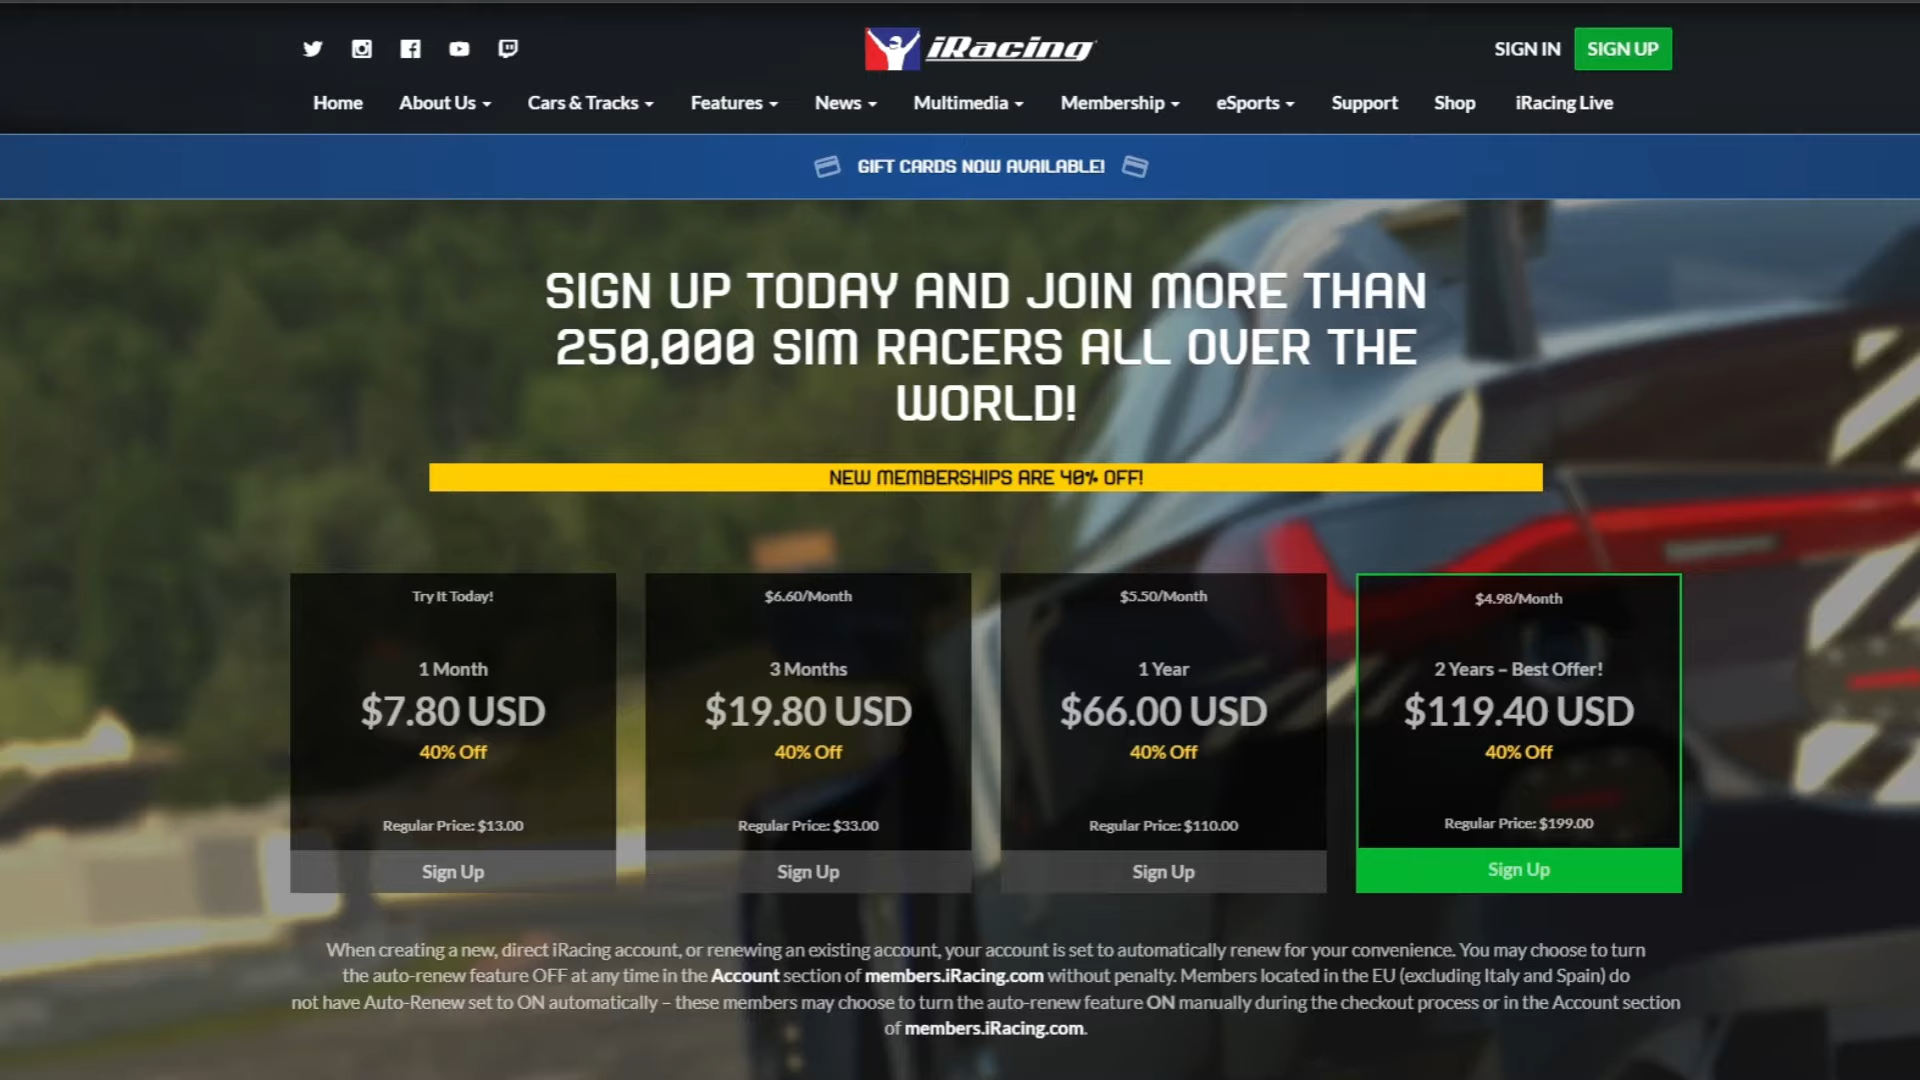 iRacing
SIGN IN
SIGN UP
Home
About Us
Cars & Tracks
Features
News
Multimedia
Membership
eSports
Support
Shop
iRacing Live
GIFT CARDS NOW AVAILABLE!
SIGN UP TODAY AND JOIN MORE THAN
250,000 SIM RACERS ALL OVER THE
WORLD!
NEW MEMBERSHIPS ARE 40% OFF!
Try It Today!
1 Month
$7.80 USD
40% Off
Regular Price: $13.00
Sign Up
$6.60/Month
3 Months
$19.80 USD
40% Off
Regular Price: $33.00
Sign Up
$5.50/Month
1 Year
$66.00 USD
40% Off
Regular Price: $110.00
Sign Up
$4.98/Month
2 Years – Best Offer!
$119.40 USD
40% Off
Regular Price: $199.00
Sign Up
When creating a new, direct iRacing account, or renewing an existing account, your account is set to automatically renew for your convenience. You may choose to turn
the auto-renew feature OFF at any time in the Account section of members.iRacing.com without penalty. Members located in the EU (excluding Italy and Spain) do
not have Auto-Renew set to ON automatically – these members may choose to turn the auto-renew feature ON manually during the checkout process or in the Account section
of members.iRacing.com.